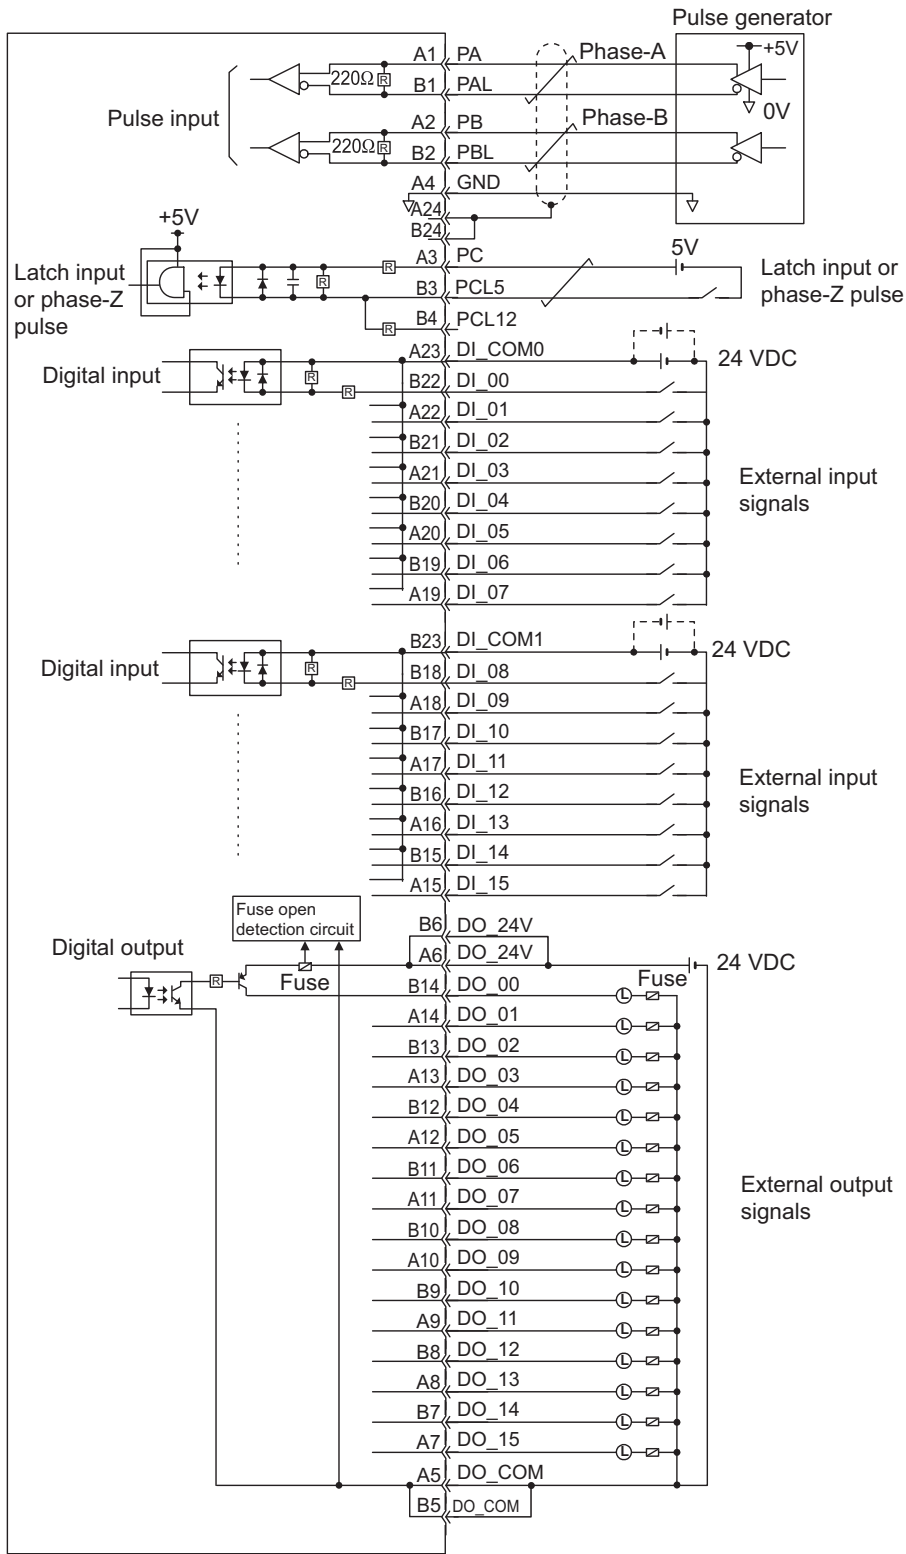 Pulse generator
+5V
0V
A1 PA Phase-A
220Ω R
B1 PAL
Pulse input
A2 PB Phase-B
220Ω R
B2 PBL
A4 GND
A24
B24
+5V
Latch input
or phase-Z
pulse
R A3 PC 5V
R
B3 PCL5
Latch input or
phase-Z pulse
R B4 PCL12
A23 DI_COM0 24 VDC
Digital input
R
R B22 DI_00
A22 DI_01
B21 DI_02
A21 DI_03
B20 DI_04
A20 DI_05
B19 DI_06
A19 DI_07
External input
signals
B23 DI_COM1 24 VDC
Digital input
R
R B18 DI_08
A18 DI_09
B17 DI_10
A17 DI_11
B16 DI_12
A16 DI_13
B15 DI_14
A15 DI_15
External input
signals
Fuse open
detection circuit
Digital output
B6 DO_24V
A6 DO_24V 24 VDC
R Fuse
Fuse
B14 DO_00 L
A14 DO_01 L
B13 DO_02 L
A13 DO_03 L
B12 DO_04 L
A12 DO_05 L
B11 DO_06 L
A11 DO_07 L
B10 DO_08 L
A10 DO_09 L
B9 DO_10 L
A9 DO_11 L
B8 DO_12 L
A8 DO_13 L
B7 DO_14 L
A7 DO_15 L
External output
signals
A5 DO_COM
B5 DO_COM